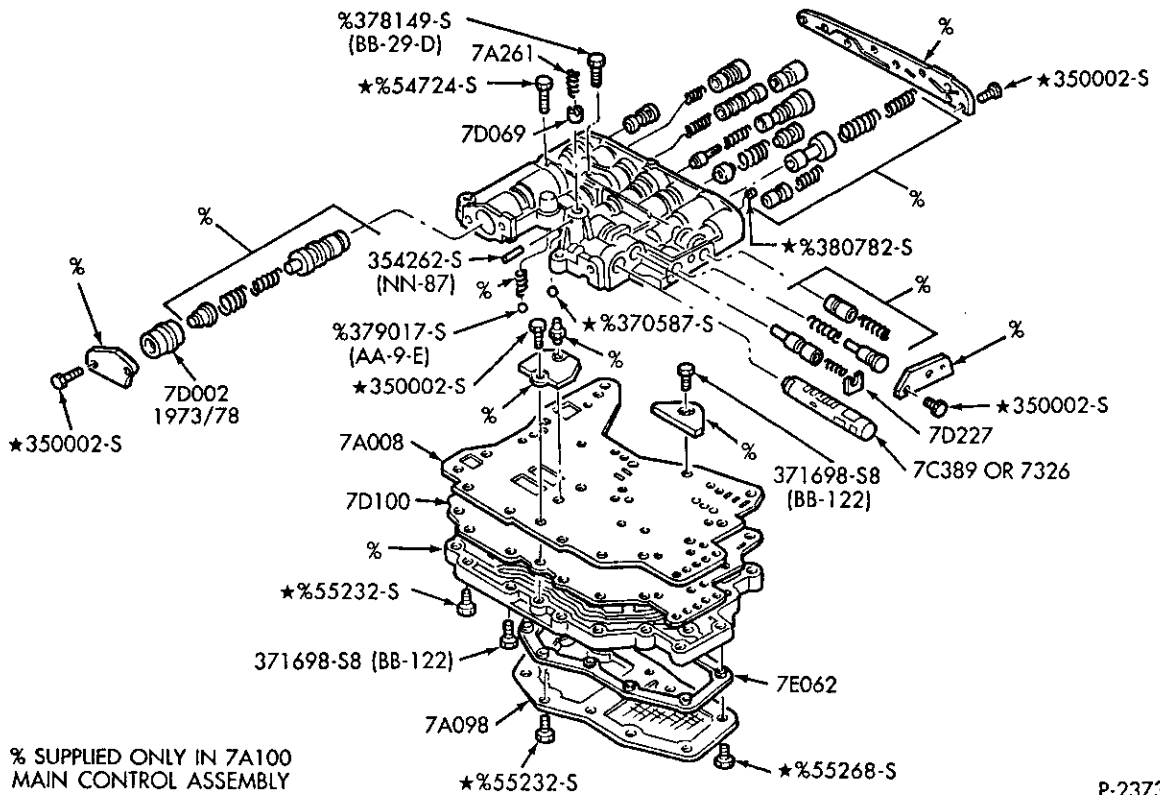 %378149-S
(BB-29-D)
7A261
★%54724-S
7D069
%
★350002-S
%
%
★%380782-S
354262-S
(NN-87)
%
%
%
%379017-S
(AA-9-E)
★%370587-S
%
★350002-S
%
%
7D002
1973/78
★350002-S
%
★350002-S
7D227
7C389 OR 7326
%
371698-S8
(BB-122)
7A008
7D100
%
★%55232-S
371698-S8 (BB-122)
7E062
7A098
★%55232-S
★%55268-S
% SUPPLIED ONLY IN 7A100
MAIN CONTROL ASSEMBLY